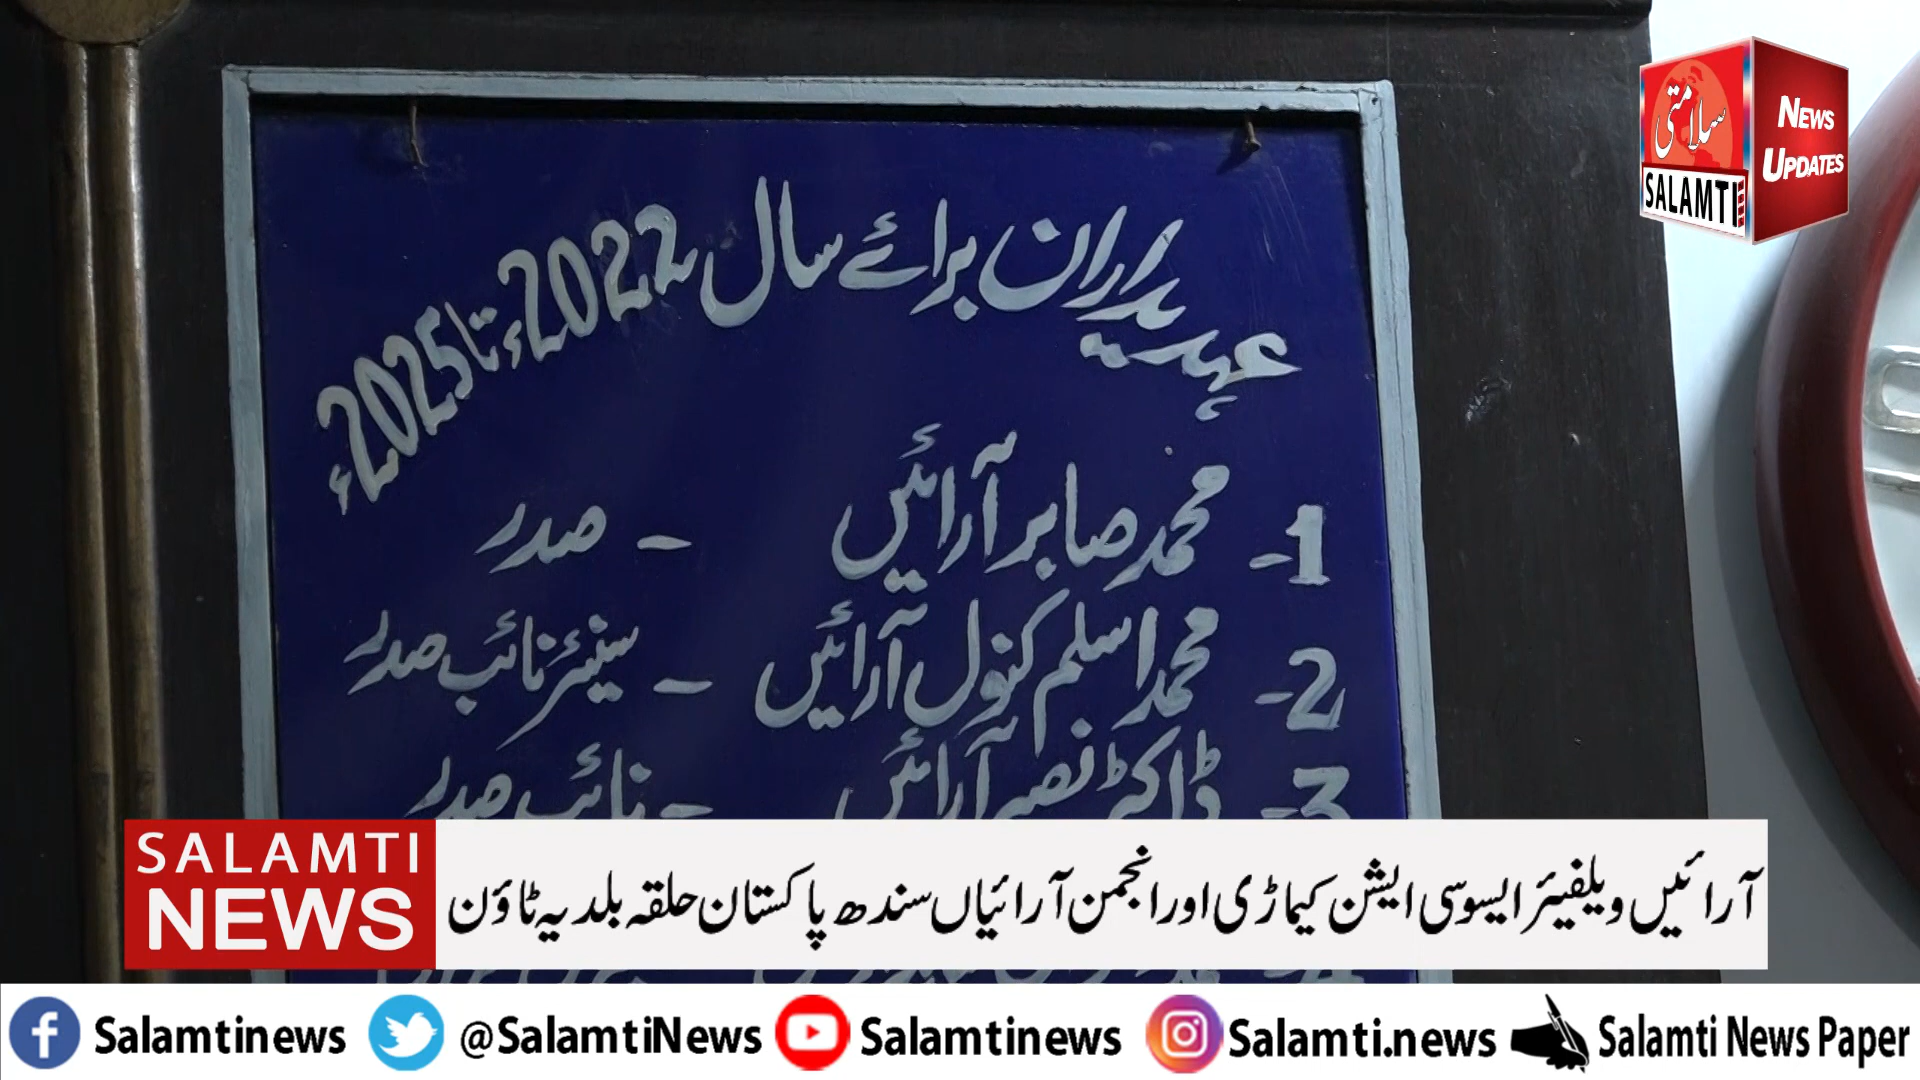 سلامتی
SALAMTI
NEWS
UPDATES
عہدیداران برائے سال 2022ء تا 2025ء
1- محمد صابر آرائیں - صدر
2- محمد اسلم کنول آرائیں - سینئر نائب صدر
3- ڈاکٹر نصیر آرائیں - نائب صدر
SALAMTI
NEWS
آرائیں ویلفیئر ایسوسی ایشن کیماڑی اور انجمن آرائیاں سندھ پاکستان حلقہ بلدیہ ٹاؤن
Salamtinews @SalamtiNews Salamtinews Salamti.news Salamti News Paper